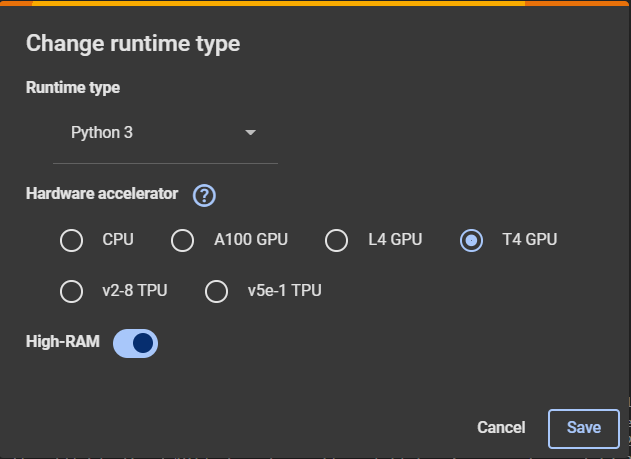 Change runtime type
Runtime type
Python 3
Hardware accelerator ?
CPU A100 GPU L4 GPU T4 GPU
v2-8 TPU v5e-1 TPU
High-RAM
Cancel Save